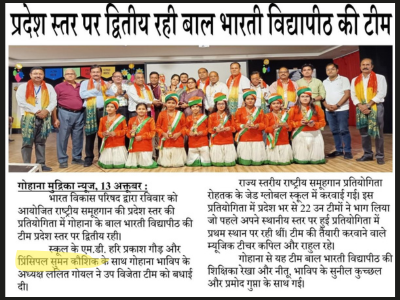 प्रदेश स्तर पर द्वितीय रही बाल भारती विद्यापीठ की टीम
गोहाना मुद्रिका न्यूज, 13 अक्तूबर :
भारत विकास परिषद द्वारा रविवार को
आयोजित राष्ट्रीय समूहगान की प्रदेश स्तर की
प्रतियोगिता में गोहाना के बाल भारती विद्यापीठ की
टीम प्रदेश स्तर पर द्वितीय रही।
स्कूल के एम.डी. हरि प्रकाश गौड़ और
प्रिंसिपल सुमन कौशिक के साथ गोहाना भाविप के
अध्यक्ष ललित गोयल ने उप विजेता टीम को बधाई
दी।
राज्य स्तरीय राष्ट्रीय समूहगान प्रतियोगिता
रोहतक के जेड ग्लोबल स्कूल में करवाई गई। इस
प्रतियोगिता में प्रदेश भर से 22 उन टीमों ने भाग लिया
जो पहले अपने स्थानीय स्तर पर हुई प्रतियोगिता में
प्रथम स्थान पर रही थीं। टीम की तैयारी करवाने वाले
म्यूजिक टीचर कपिल और राहुल रहे।
गोहाना से यह टीम बाल भारती विद्यापीठ की
शिक्षिका रेखा और नीतू, भाविप के सुनील कुच्छल
और प्रमोद गुप्ता के साथ गई।